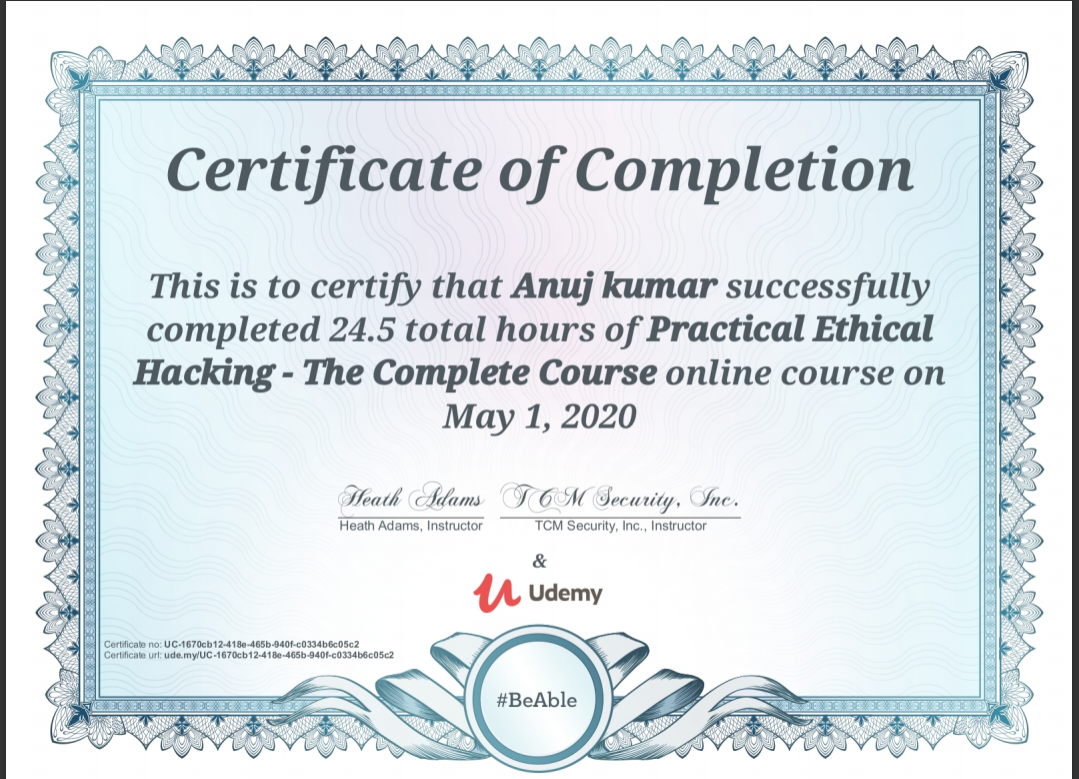 Certificate of Completion
This is to certify that Anuj kumar successfully
completed 24.5 total hours of Practical Ethical
Hacking - The Complete Course online course on
May 1, 2020
Heath Adams
Heath Adams, Instructor
TCM Security, Inc.
TCM Security, Inc., Instructor
&
Udemy
Certificate no: UC-1670cb12-418e-465b-940f-c0334b6c05c2
Certificate url: ude.my/UC-1670cb12-418e-465b-940f-c0334b6c05c2
#BeAble